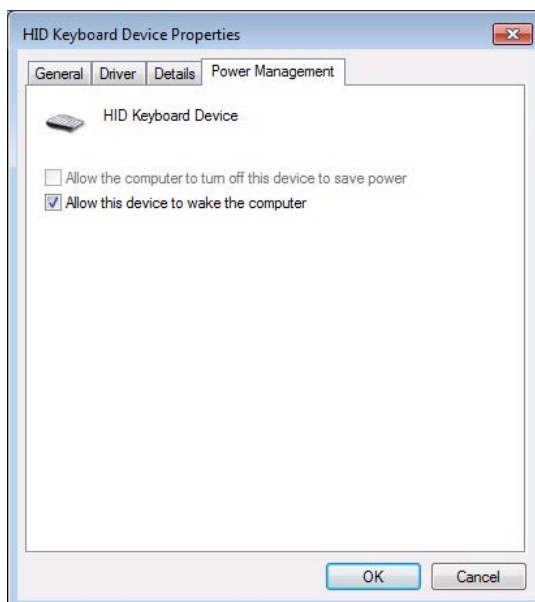 HID Keyboard Device Properties
General Driver Details Power Management
HID Keyboard Device
Allow the computer to turn off this device to save power
Allow this device to wake the computer
OK Cancel